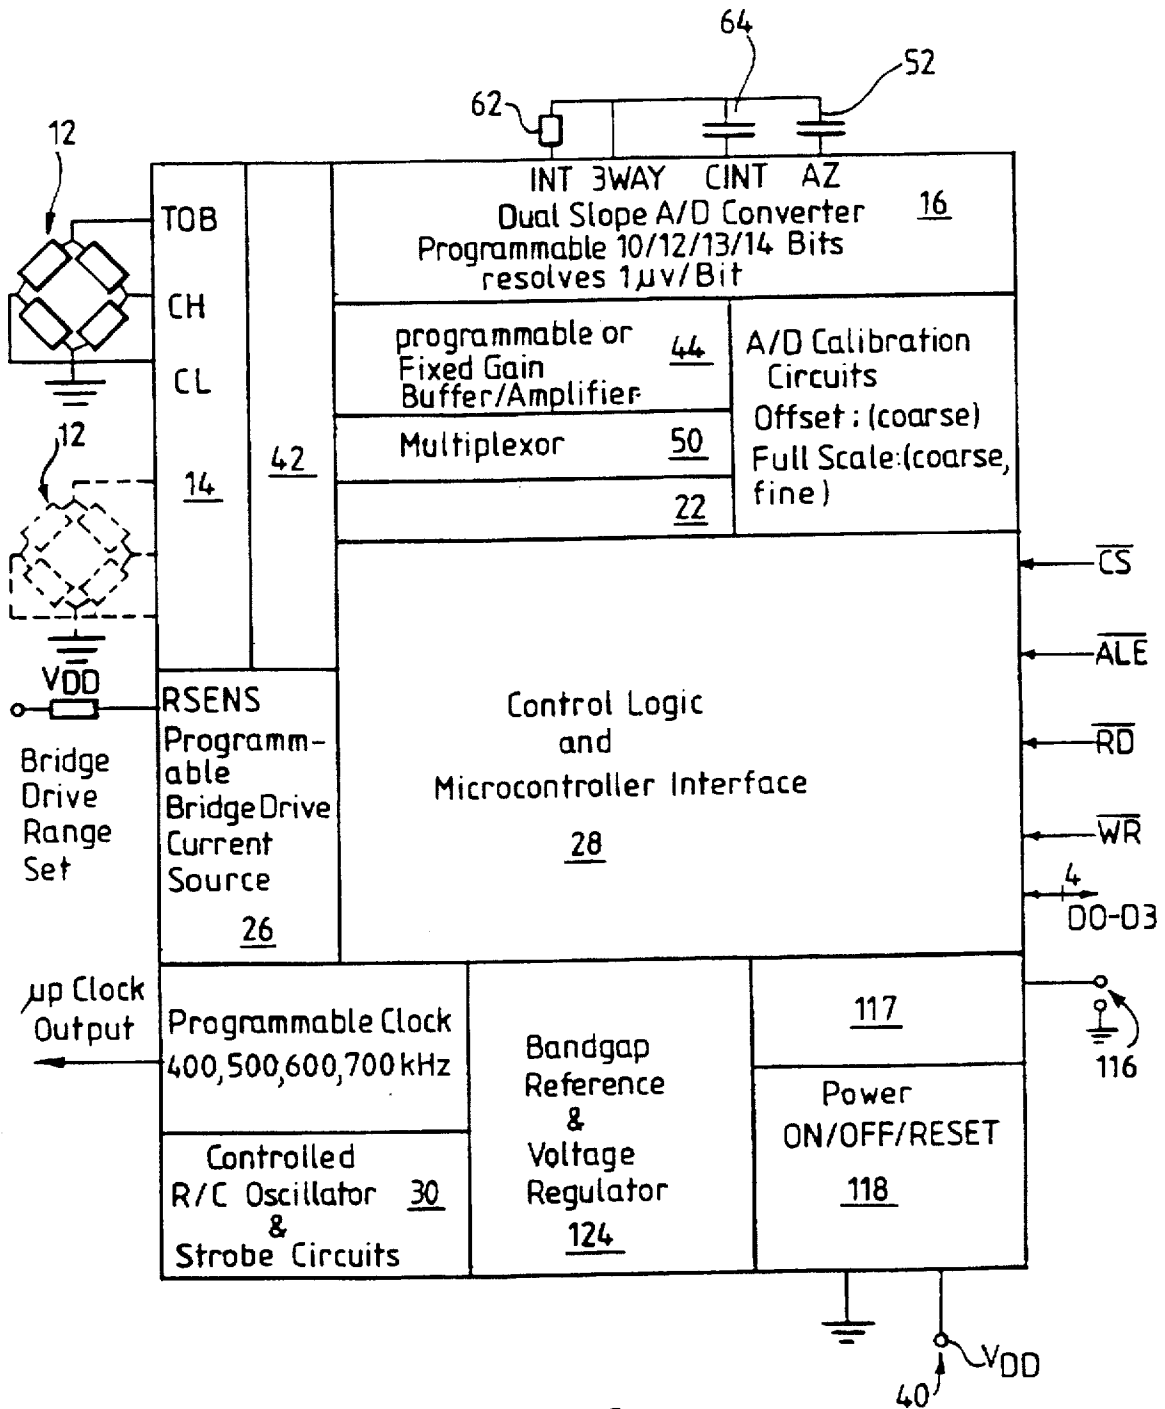 64
52
62
12
INT 3WAY CINT AZ
TOB
Dual Slope A/D Converter 16
Programmable 10/12/13/14 Bits
resolves 1µv/Bit
CH
CL
programmable or
Fixed Gain
Buffer/Amplifier
44
A/D Calibration
Circuits
Offset: (coarse)
Full Scale:(coarse,
fine)
12
Multiplexor 50
42
14
22
CS
ALE
RD
WR
4
D0-D3
VDD
RSENS
Programm-
able
Bridge Drive
Current
Source
26
Bridge
Drive
Range
Set
Control Logic
and
Microcontroller Interface
28
µp Clock
Output
Programmable Clock
400,500,600,700 kHz
Bandgap
Reference
&
Voltage
Regulator
124
117
116
Power
ON/OFF/RESET
118
Controlled
R/C Oscillator 30
&
Strobe Circuits
VDD
40